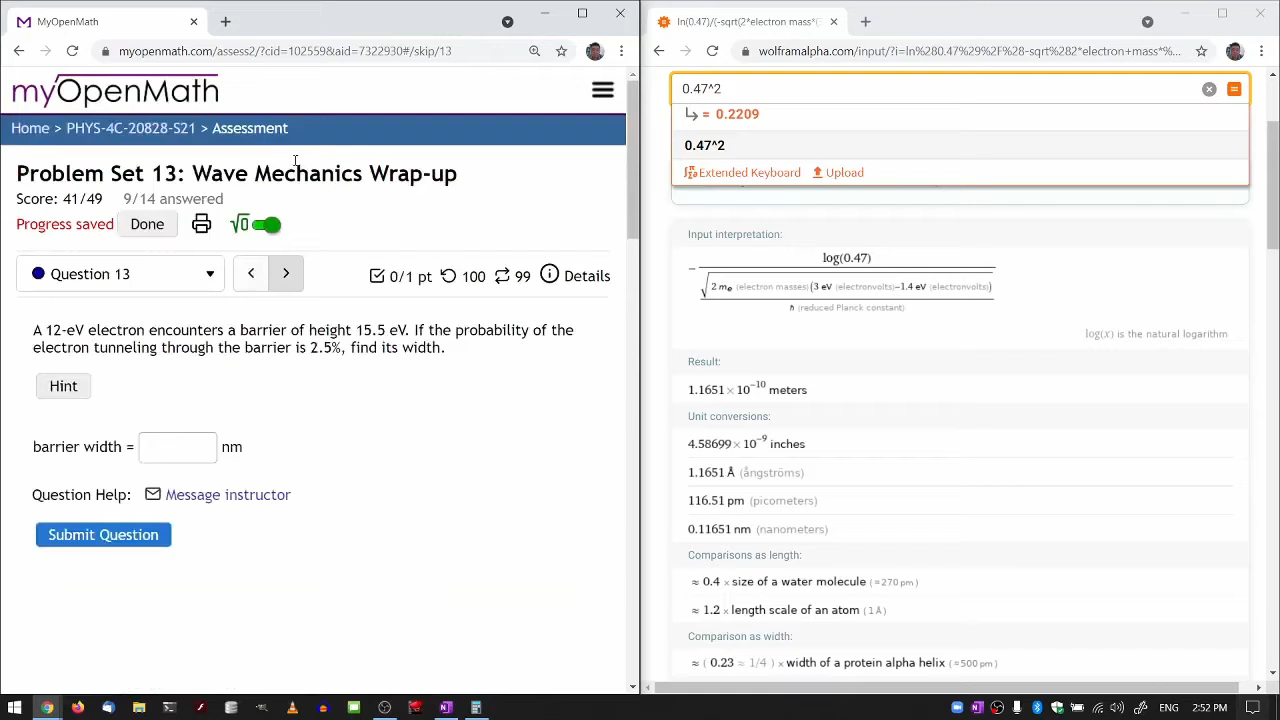 MyOpenMath
myopenmath.com/assess2/?cid=102559&aid=7322930#/skip/13
myOpenMath
Home > PHYS-4C-20828-S21 > Assessment
Problem Set 13: Wave Mechanics Wrap-up
Score: 41/49 9/14 answered
Progress saved Done √0
Question 13 < > 0/1 pt 100 99 Details
A 12-eV electron encounters a barrier of height 15.5 eV. If the probability of the
electron tunneling through the barrier is 2.5%, find its width.
Hint
barrier width = nm
Question Help: Message instructor
Submit Question
ln(0.47)/(-sqrt(2*electron mass*(
wolframalpha.com/input/?i=ln%280.47%29%2F%28-sqrt%282*electron+mass*%...
0.47^2
= 0.2209
0.47^2
Extended Keyboard Upload
Input interpretation:
log(0.47)
2 mₑ (electron masses) (3 eV (electronvolts)−1.4 eV (electronvolts))
ℏ (reduced Planck constant)
log(x) is the natural logarithm
Result:
1.1651×10⁻¹⁰ meters
Unit conversions:
4.58699×10⁻⁹ inches
1.1651 Å (ångströms)
116.51 pm (picometers)
0.11651 nm (nanometers)
Comparisons as length:
≈ 0.4 × size of a water molecule (≈270 pm)
≈ 1.2 × length scale of an atom (1 Å)
Comparison as width:
≈ ( 0.23 ≈ 1/4 ) × width of a protein alpha helix (≈500 pm)
ENG 2:52 PM